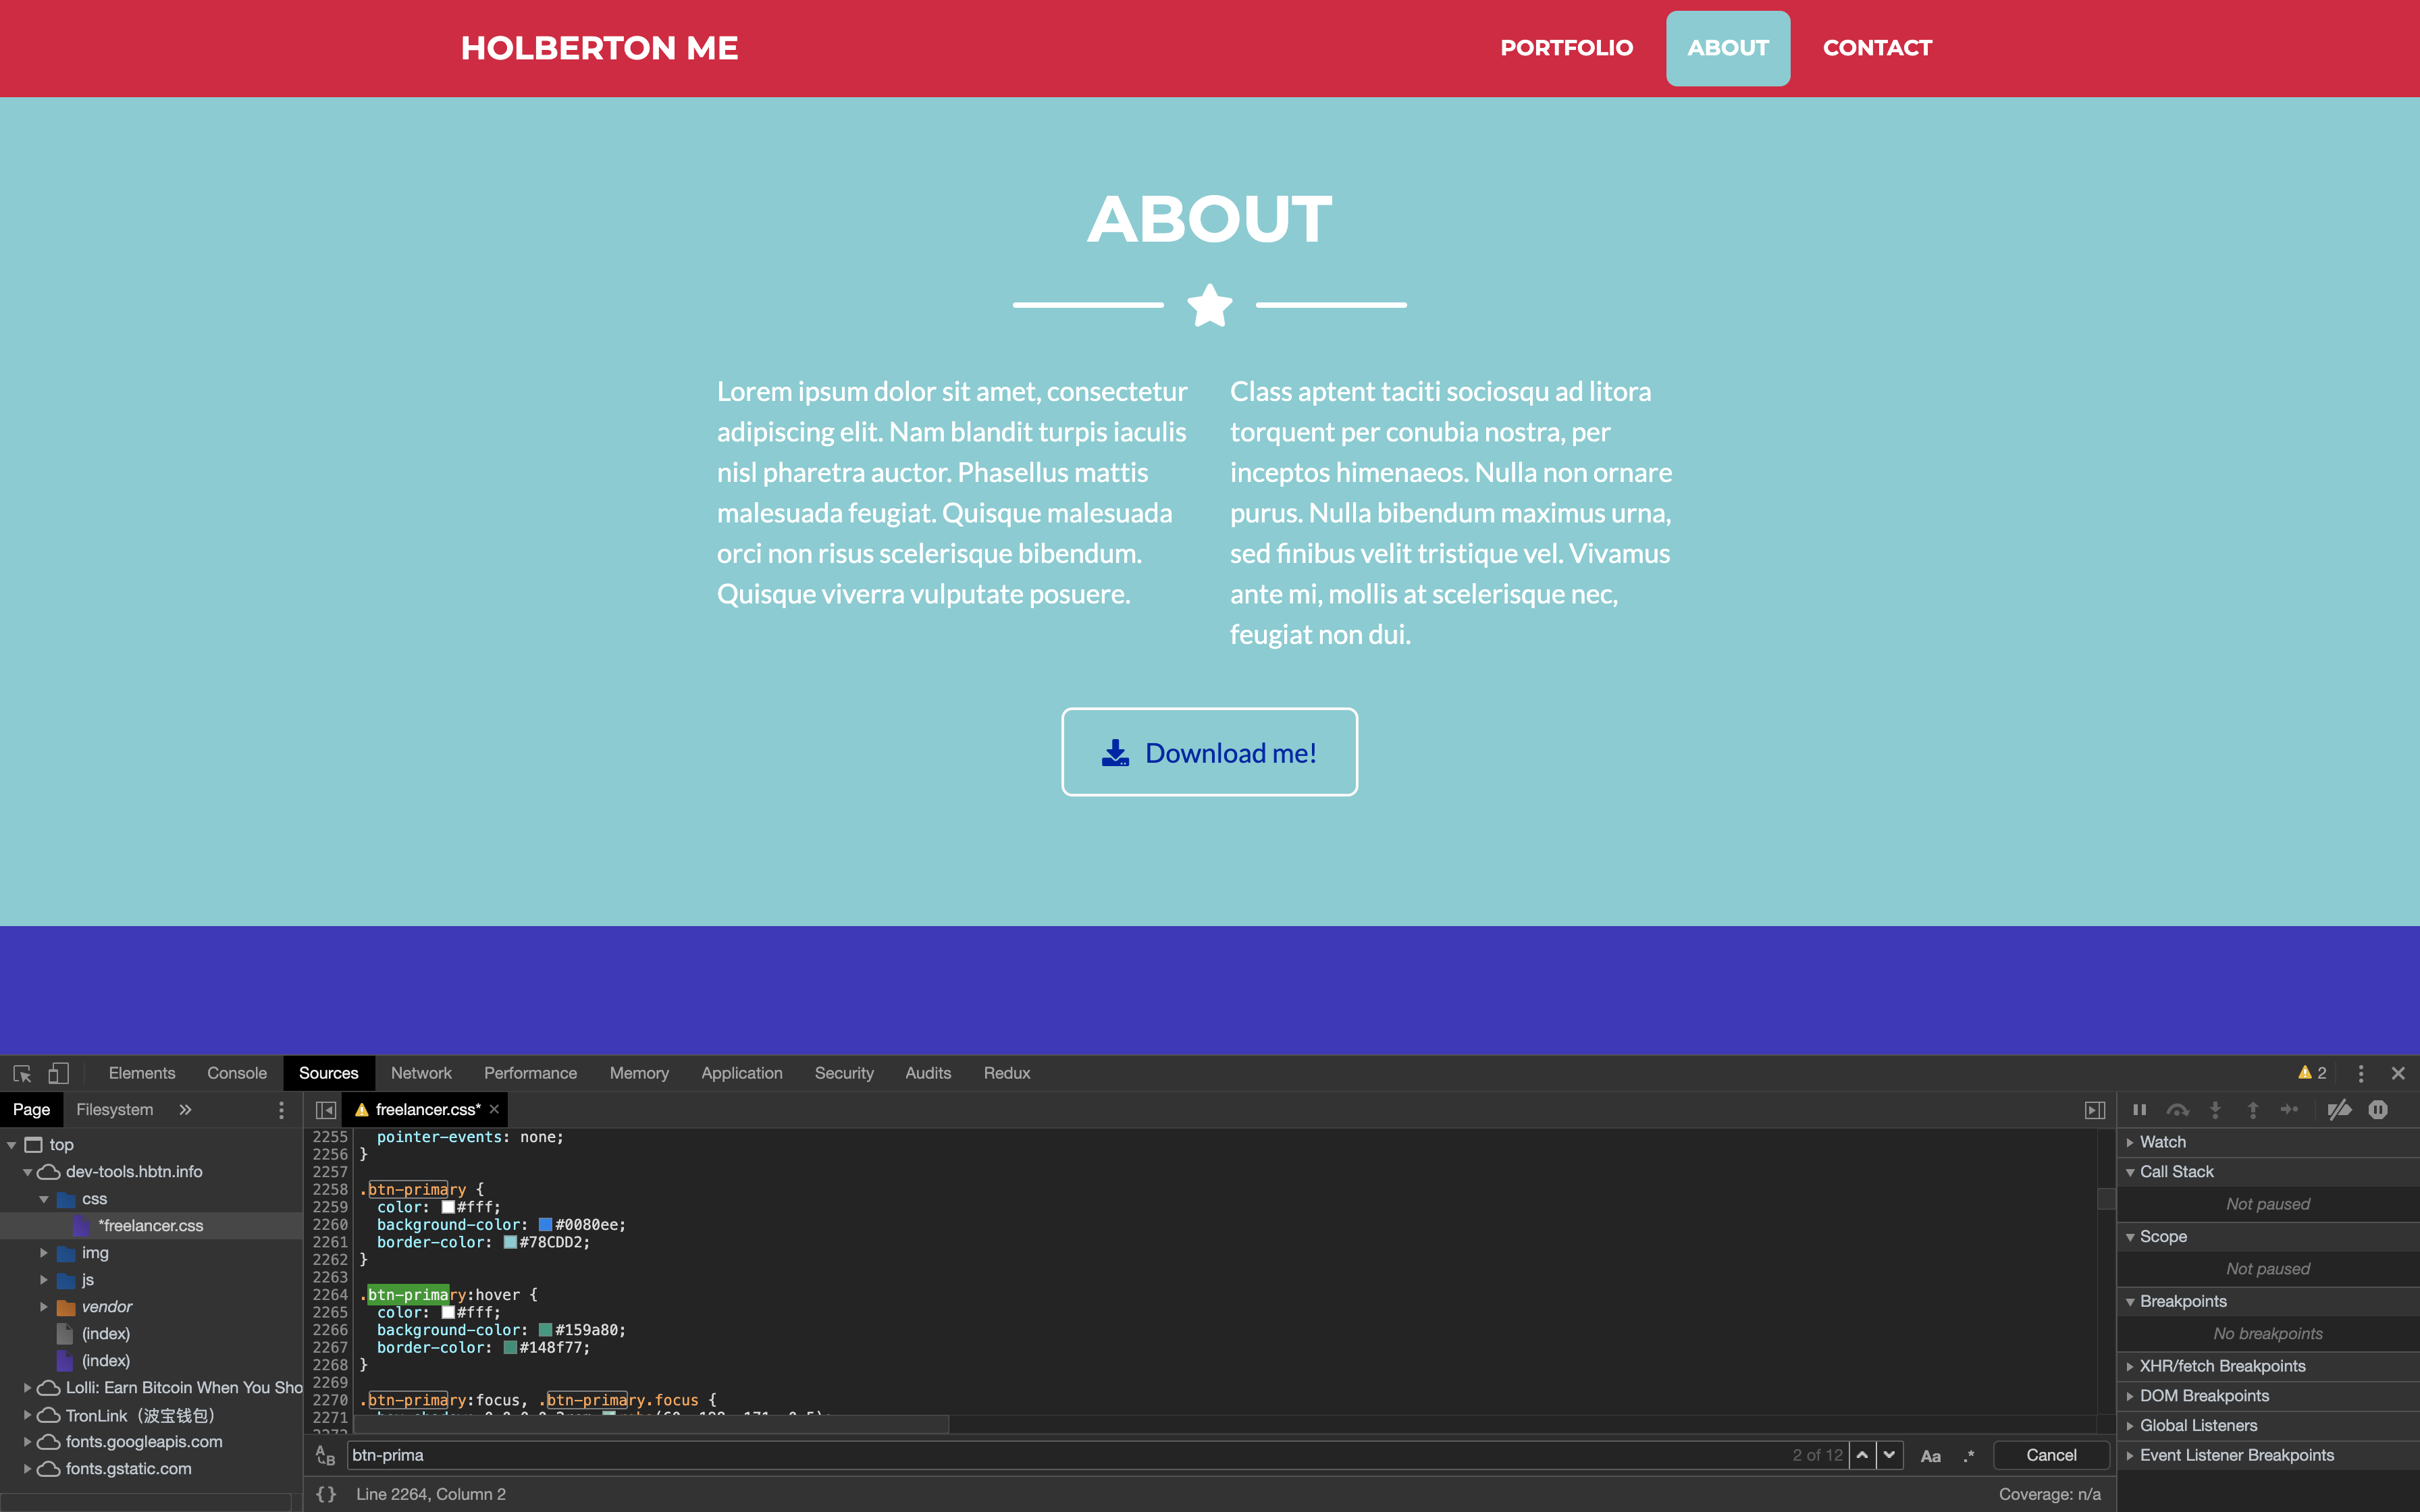 HOLBERTON ME
PORTFOLIO ABOUT CONTACT
ABOUT
Lorem ipsum dolor sit amet, consectetur
adipiscing elit. Nam blandit turpis iaculis
nisl pharetra auctor. Phasellus mattis
malesuada feugiat. Quisque malesuada
orci non risus scelerisque bibendum.
Quisque viverra vulputate posuere.
Class aptent taciti sociosqu ad litora
torquent per conubia nostra, per
inceptos himenaeos. Nulla non ornare
purus. Nulla bibendum maximus urna,
sed finibus velit tristique vel. Vivamus
ante mi, mollis at scelerisque nec,
feugiat non dui.
Download me!
Elements Console Sources Network Performance Memory Application Security Audits Redux 2
Page Filesystem »
top
dev-tools.hbtn.info
css
*freelancer.css
img
js
vendor
(index)
(index)
Lolli: Earn Bitcoin When You Sho
TronLink（波宝钱包）
fonts.googleapis.com
fonts.gstatic.com
freelancer.css* ×
2255 pointer-events: none;
2256 }
2257
2258 .btn-primary {
2259 color: #fff;
2260 background-color: #0080ee;
2261 border-color: #78CDD2;
2262 }
2263
2264 .btn-primary:hover {
2265 color: #fff;
2266 background-color: #159a80;
2267 border-color: #148f77;
2268 }
2269
2270 .btn-primary:focus, .btn-primary.focus {
2271
btn-prima 2 of 12 Aa .* Cancel
{ } Line 2264, Column 2 Coverage: n/a
Watch
Call Stack
Not paused
Scope
Not paused
Breakpoints
No breakpoints
XHR/fetch Breakpoints
DOM Breakpoints
Global Listeners
Event Listener Breakpoints